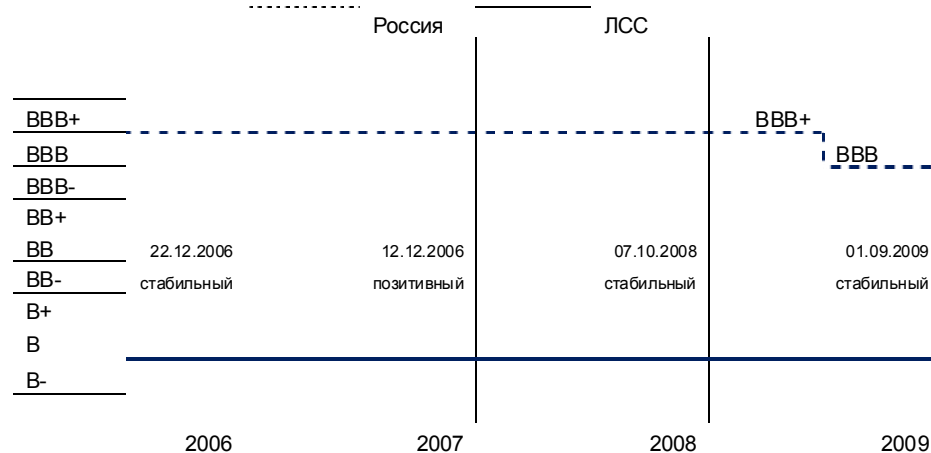 Россия ЛСС
BBB+ BBB+
BBB BBB
BBB-
BB+
BB 22.12.2006 12.12.2006 07.10.2008 01.09.2009
BB- стабильный позитивный стабильный стабильный
B+
B
B-
2006 2007 2008 2009